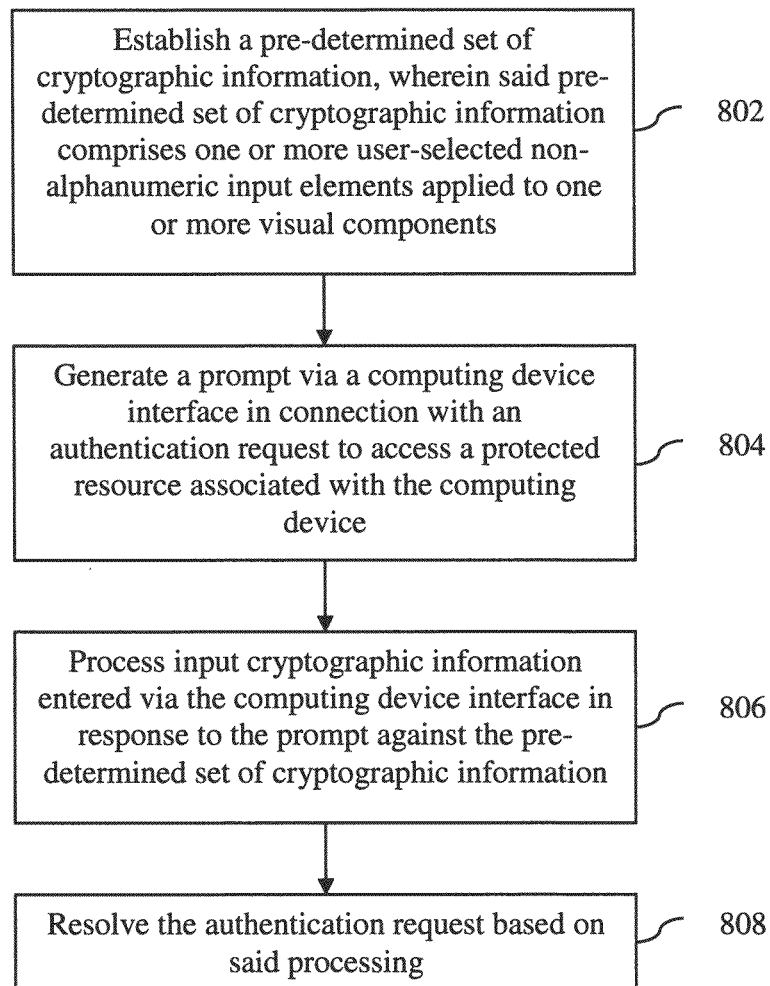 Establish a pre-determined set of
cryptographic information, wherein said pre-
determined set of cryptographic information
comprises one or more user-selected non-
alphanumeric input elements applied to one
or more visual components
802
Generate a prompt via a computing device
interface in connection with an
authentication request to access a protected
resource associated with the computing
device
804
Process input cryptographic information
entered via the computing device interface in
response to the prompt against the pre-
determined set of cryptographic information
806
Resolve the authentication request based on
said processing
808